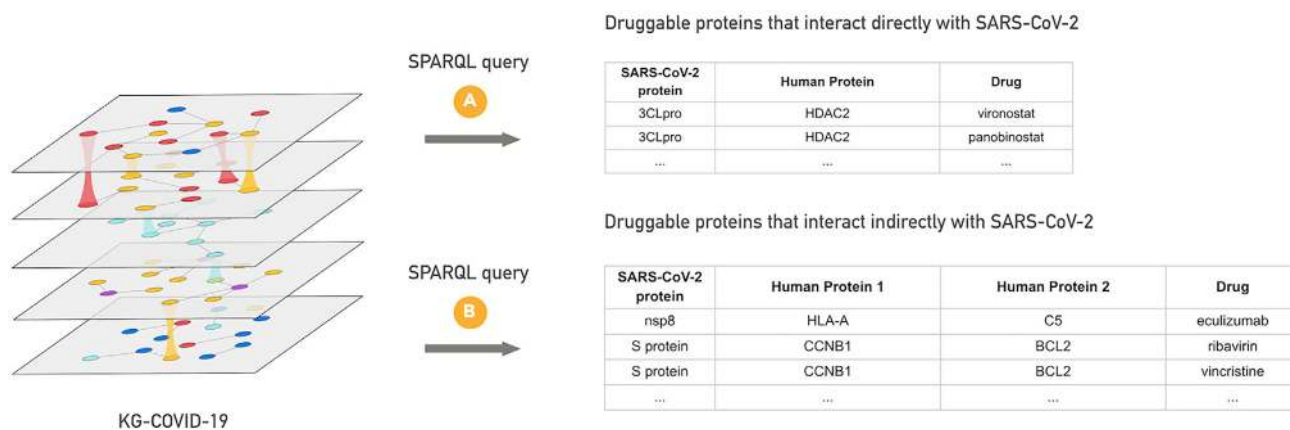 Druggable proteins that interact directly with SARS-CoV-2
SPARQL query
A
SARS-CoV-2 protein Human Protein Drug
3CLpro HDAC2 vironostat
3CLpro HDAC2 panobinostat
... ... ...
Druggable proteins that interact indirectly with SARS-CoV-2
SPARQL query
B
SARS-CoV-2 protein Human Protein 1 Human Protein 2 Drug
nsp8 HLA-A C5 eculizumab
S protein CCNB1 BCL2 ribavirin
S protein CCNB1 BCL2 vincristine
... ... ... ...
KG-COVID-19